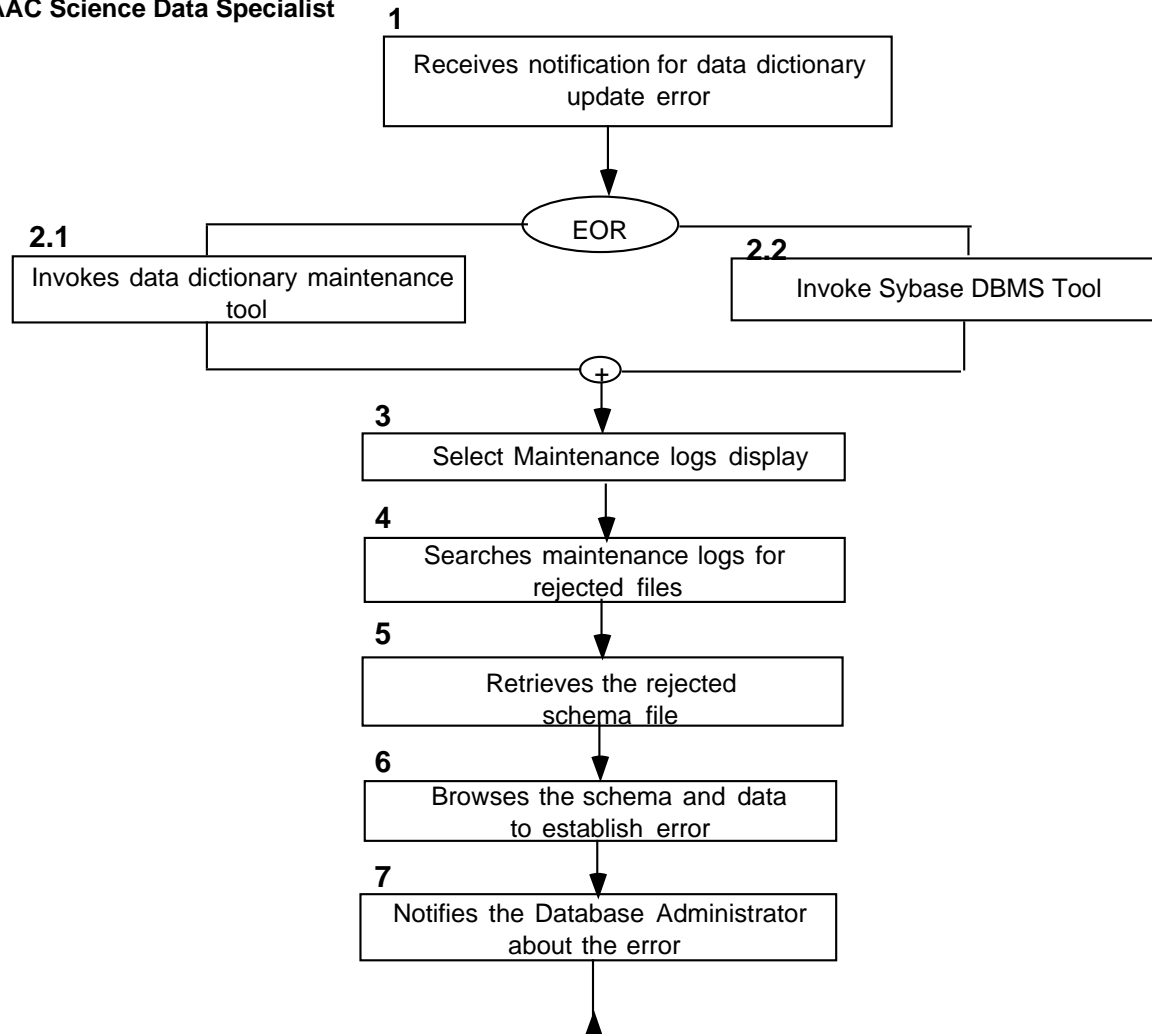 AAC Science Data Specialist
1
Receives notification for data dictionary
update error
EOR
2.1
Invokes data dictionary maintenance
tool
2.2
Invoke Sybase DBMS Tool
+
3
Select Maintenance logs display
4
Searches maintenance logs for
rejected files
5
Retrieves the rejected
schema file
6
Browses the schema and data
to establish error
7
Notifies the Database Administrator
about the error